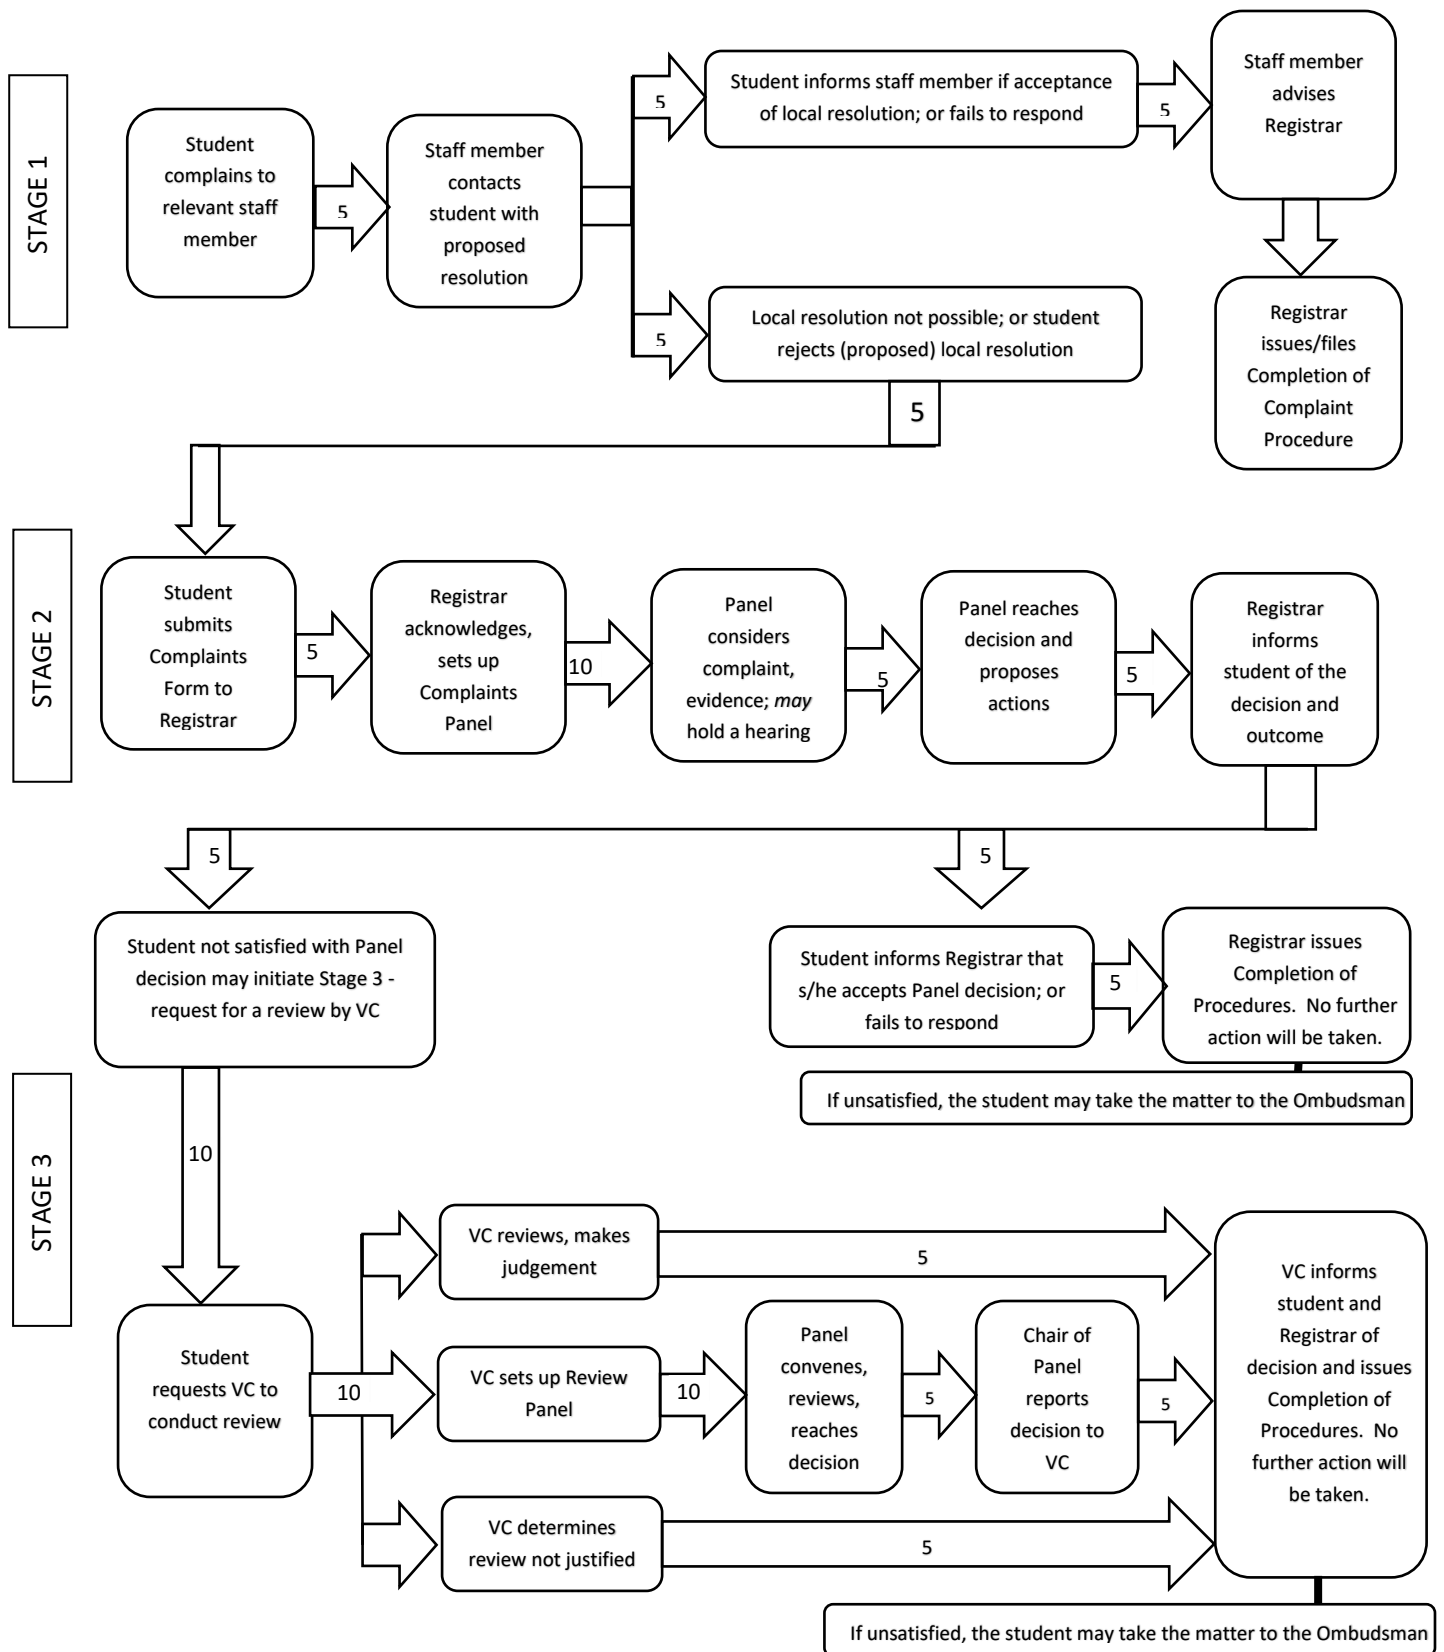 STAGE 1
Student
complains to
relevant staff
member
5
Staff member
contacts
student with
proposed
resolution
5
Student informs staff member if acceptance
of local resolution; or fails to respond
5
Staff member
advises
Registrar
5
Local resolution not possible; or student
rejects (proposed) local resolution
Registrar
issues/files
Completion of
Complaint
Procedure
5
STAGE 2
Student
submits
Complaints
Form to
Registrar
5
Registrar
acknowledges,
sets up
Complaints
Panel
10
Panel
considers
complaint,
evidence; may
hold a hearing
5
Panel reaches
decision and
proposes
actions
5
Registrar
informs
student of the
decision and
outcome
5
5
Student not satisfied with Panel
decision may initiate Stage 3 -
request for a review by VC
Student informs Registrar that
s/he accepts Panel decision; or
fails to respond
5
Registrar issues
Completion of
Procedures. No further
action will be taken.
If unsatisfied, the student may take the matter to the Ombudsman
STAGE 3
10
Student
requests VC to
conduct review
10
VC reviews, makes
judgement
5
VC sets up Review
Panel
10
Panel
convenes,
reviews,
reaches
decision
5
Chair of
Panel
reports
decision to
VC
5
VC determines
review not justified
5
VC informs
student and
Registrar of
decision and issues
Completion of
Procedures. No
further action will
be taken.
If unsatisfied, the student may take the matter to the Ombudsman